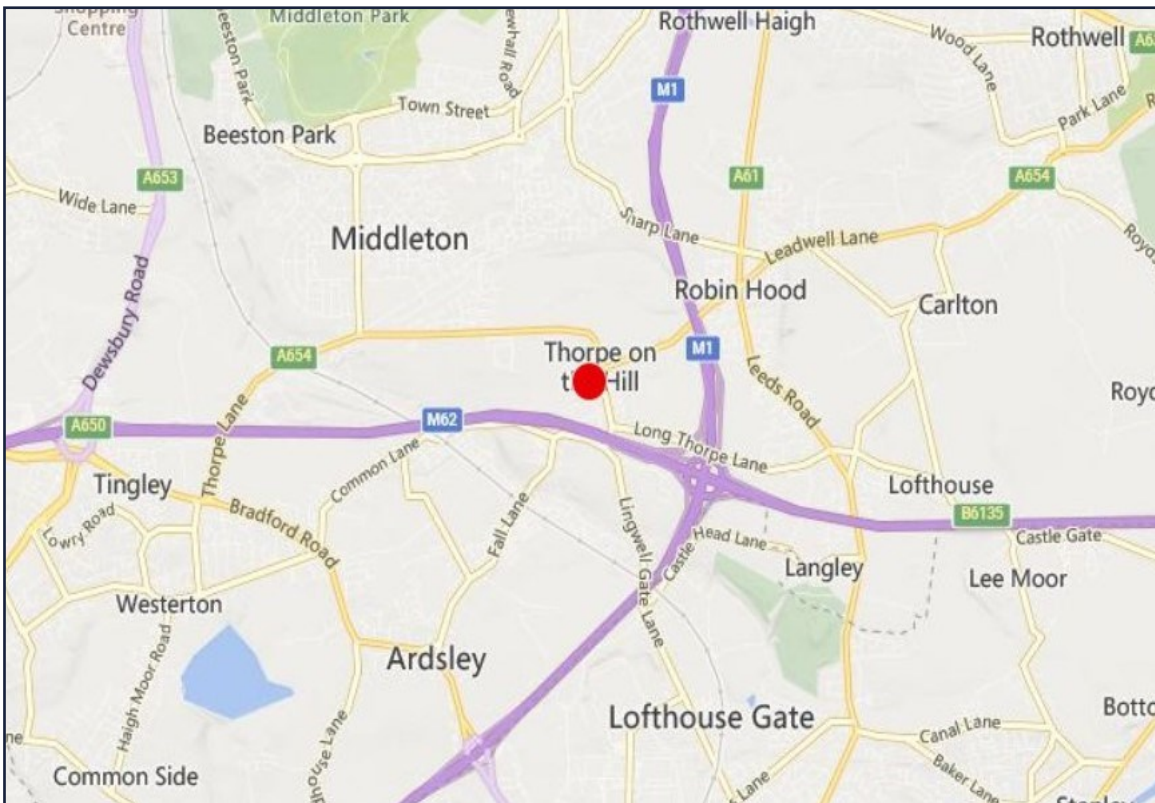 Shopping
Centre
Middleton Park
Rothwell Haigh
Wood Lane
Rothwell
Park Lane
Beeston Park
Town Street
M1
Beeston Park
A653
A61
A654
Wide Lane
Sharp Lane
Leadwell Lane
Middleton
Dewsbury Road
Robin Hood
Carlton
A654
Thorpe on
Hill
M1
Leeds Road
A650
M62
Long Thorpe Lane
Thorpe Lane
Common Lane
Tingley
Lofthouse
Bradford Road
Fall Lane
Lingwell Gate Lane
B6135
Lowry Road
Castle
Head Lane
Castle Gate
Langley
Lee Moor
Westerton
Haigh Moor Road
Ardsley
Lofthouse Gate
Canal Lane
Baker Lane
Common Side
Lane